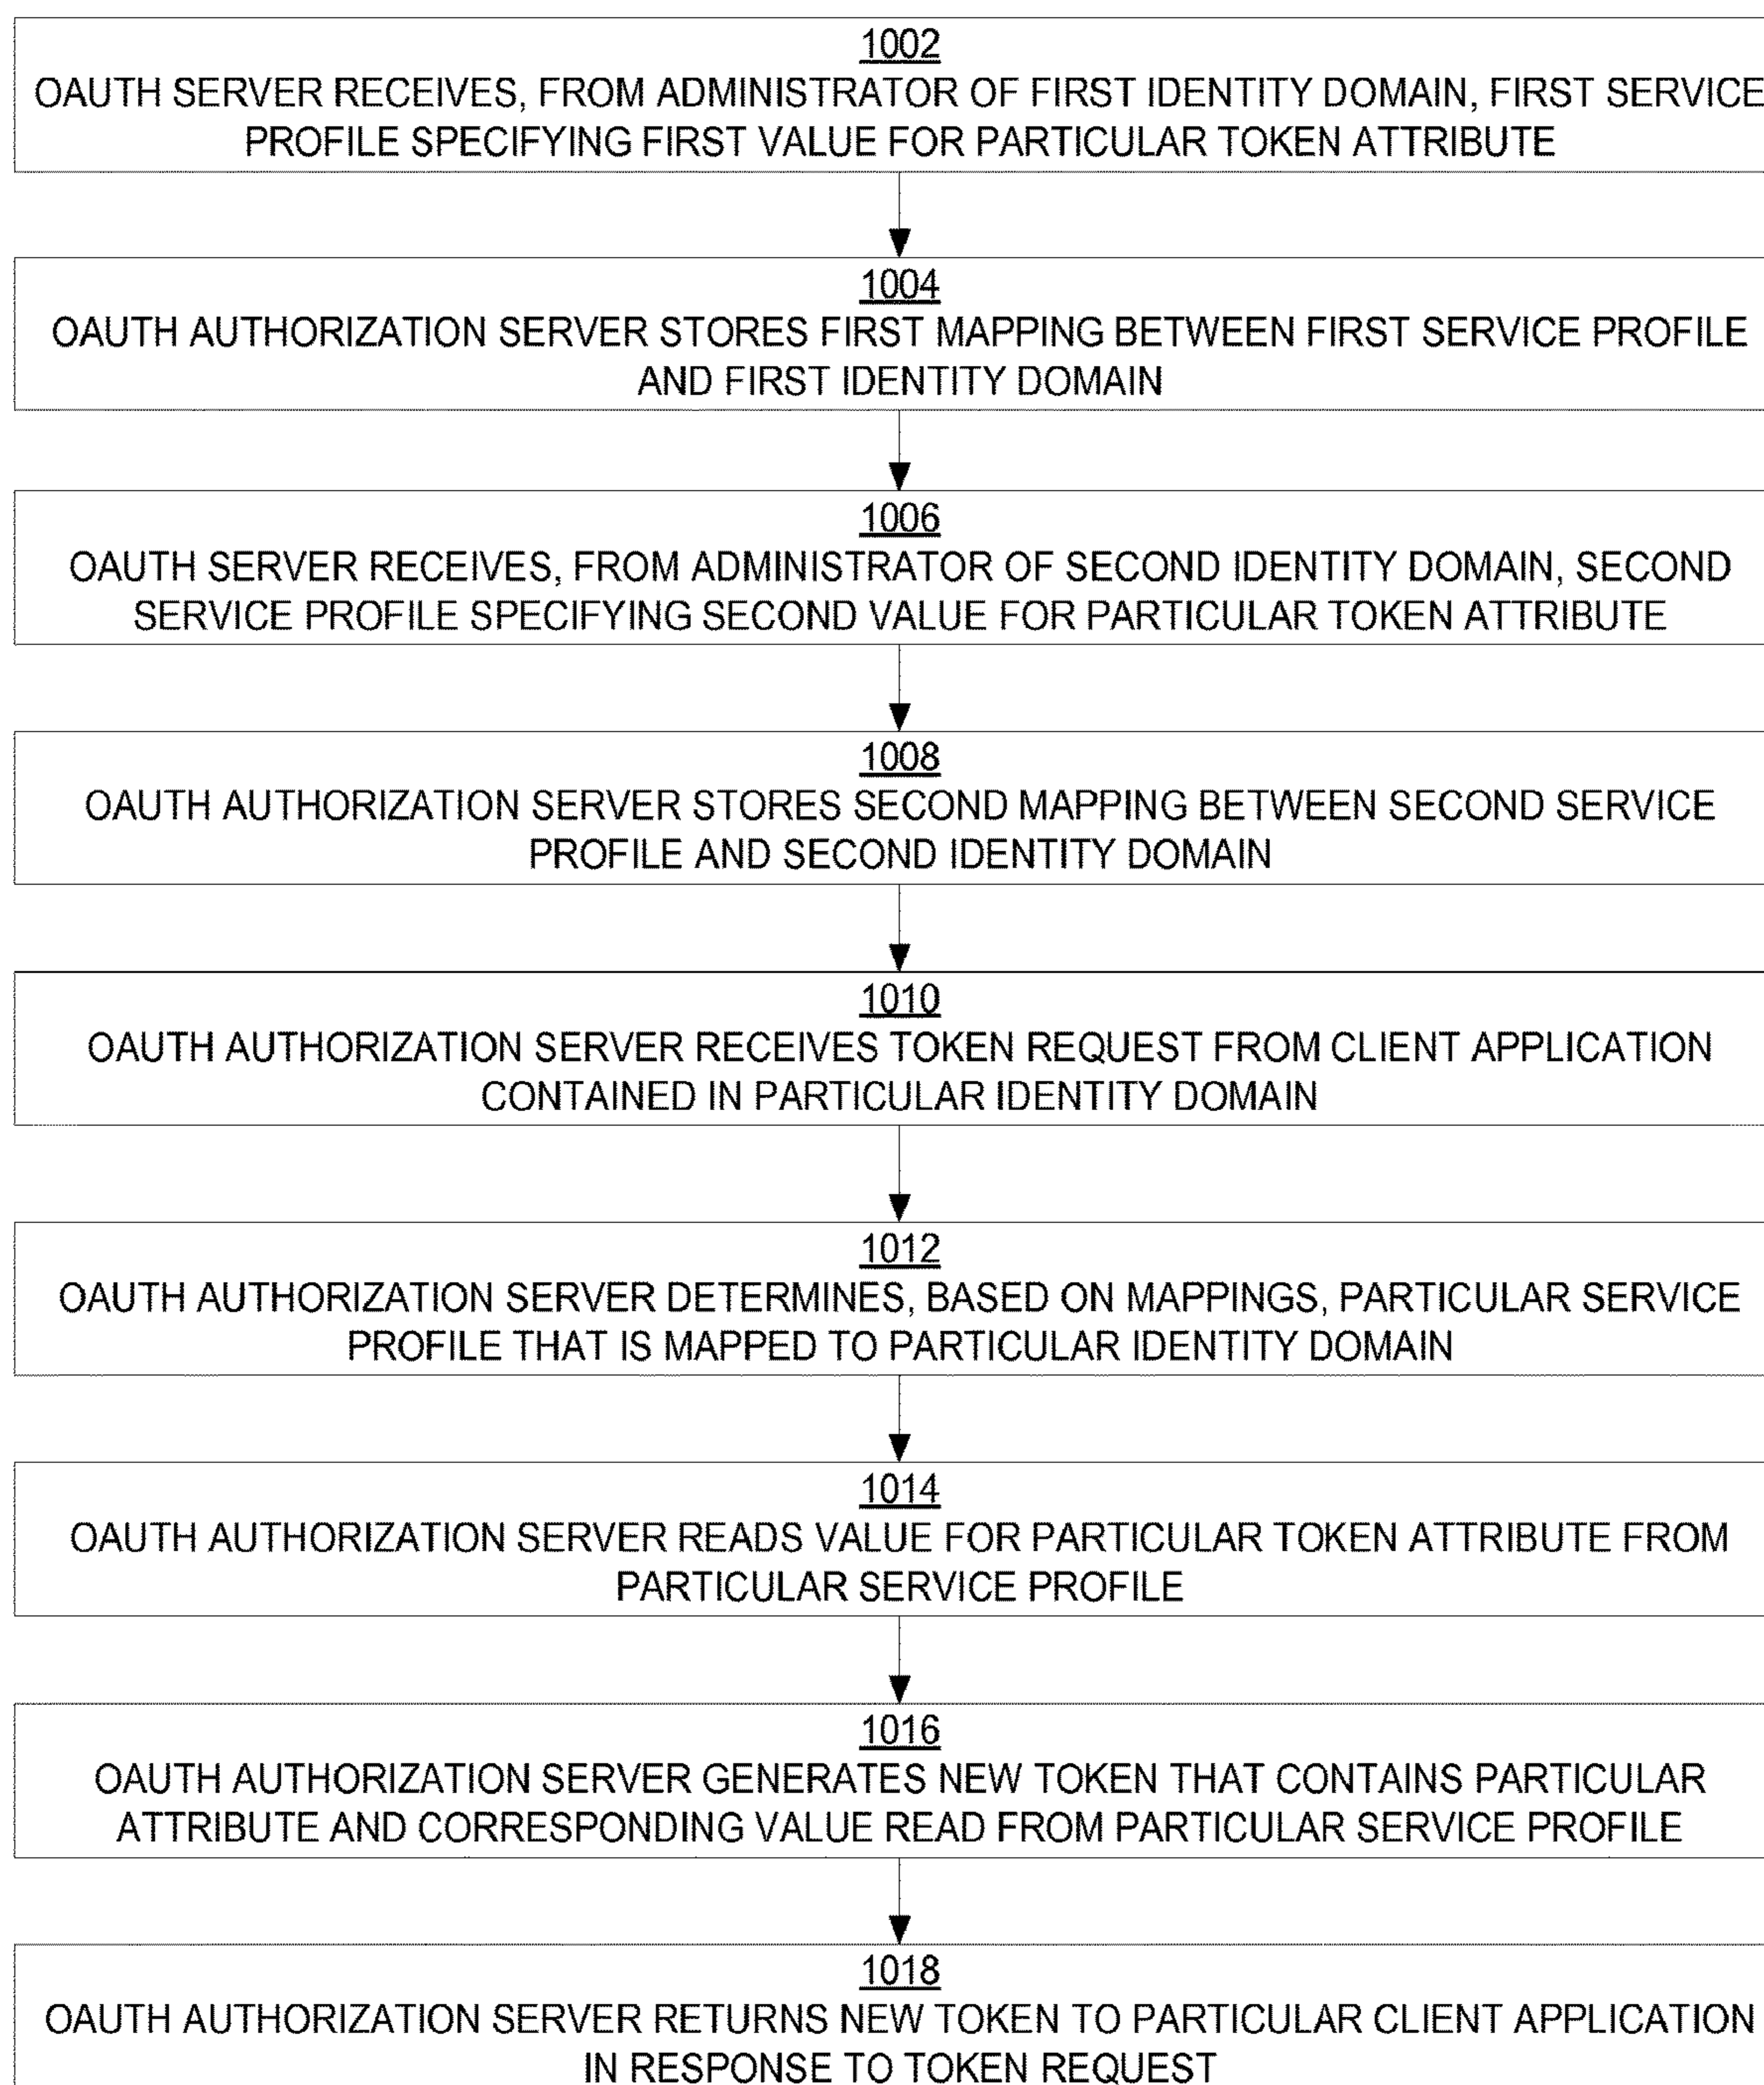 1002
OAUTH SERVER RECEIVES, FROM ADMINISTRATOR OF FIRST IDENTITY DOMAIN, FIRST SERVICE
PROFILE SPECIFYING FIRST VALUE FOR PARTICULAR TOKEN ATTRIBUTE
1004
OAUTH AUTHORIZATION SERVER STORES FIRST MAPPING BETWEEN FIRST SERVICE PROFILE
AND FIRST IDENTITY DOMAIN
1006
OAUTH SERVER RECEIVES, FROM ADMINISTRATOR OF SECOND IDENTITY DOMAIN, SECOND
SERVICE PROFILE SPECIFYING SECOND VALUE FOR PARTICULAR TOKEN ATTRIBUTE
1008
OAUTH AUTHORIZATION SERVER STORES SECOND MAPPING BETWEEN SECOND SERVICE
PROFILE AND SECOND IDENTITY DOMAIN
1010
OAUTH AUTHORIZATION SERVER RECEIVES TOKEN REQUEST FROM CLIENT APPLICATION
CONTAINED IN PARTICULAR IDENTITY DOMAIN
1012
OAUTH AUTHORIZATION SERVER DETERMINES, BASED ON MAPPINGS, PARTICULAR SERVICE
PROFILE THAT IS MAPPED TO PARTICULAR IDENTITY DOMAIN
1014
OAUTH AUTHORIZATION SERVER READS VALUE FOR PARTICULAR TOKEN ATTRIBUTE FROM
PARTICULAR SERVICE PROFILE
1016
OAUTH AUTHORIZATION SERVER GENERATES NEW TOKEN THAT CONTAINS PARTICULAR
ATTRIBUTE AND CORRESPONDING VALUE READ FROM PARTICULAR SERVICE PROFILE
1018
OAUTH AUTHORIZATION SERVER RETURNS NEW TOKEN TO PARTICULAR CLIENT APPLICATION
IN RESPONSE TO TOKEN REQUEST